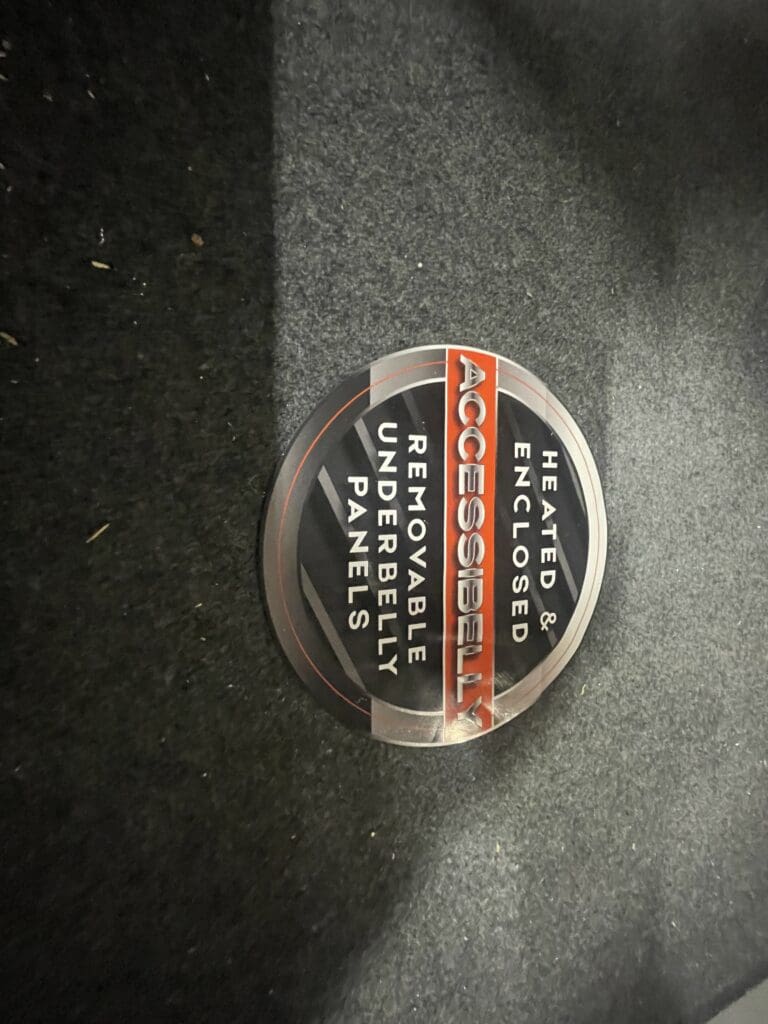 HEATED &
ENCLOSED
ACCESSIBELLY
REMOVABLE
UNDERBELLY
PANELS